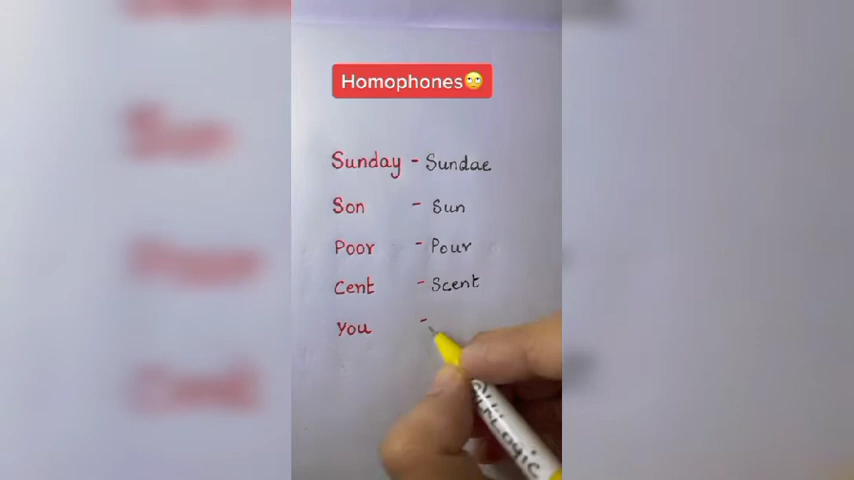 Homophones🙄
Sunday - Sundae
Son - Sun
Poor - Pour
Cent - Scent
You -